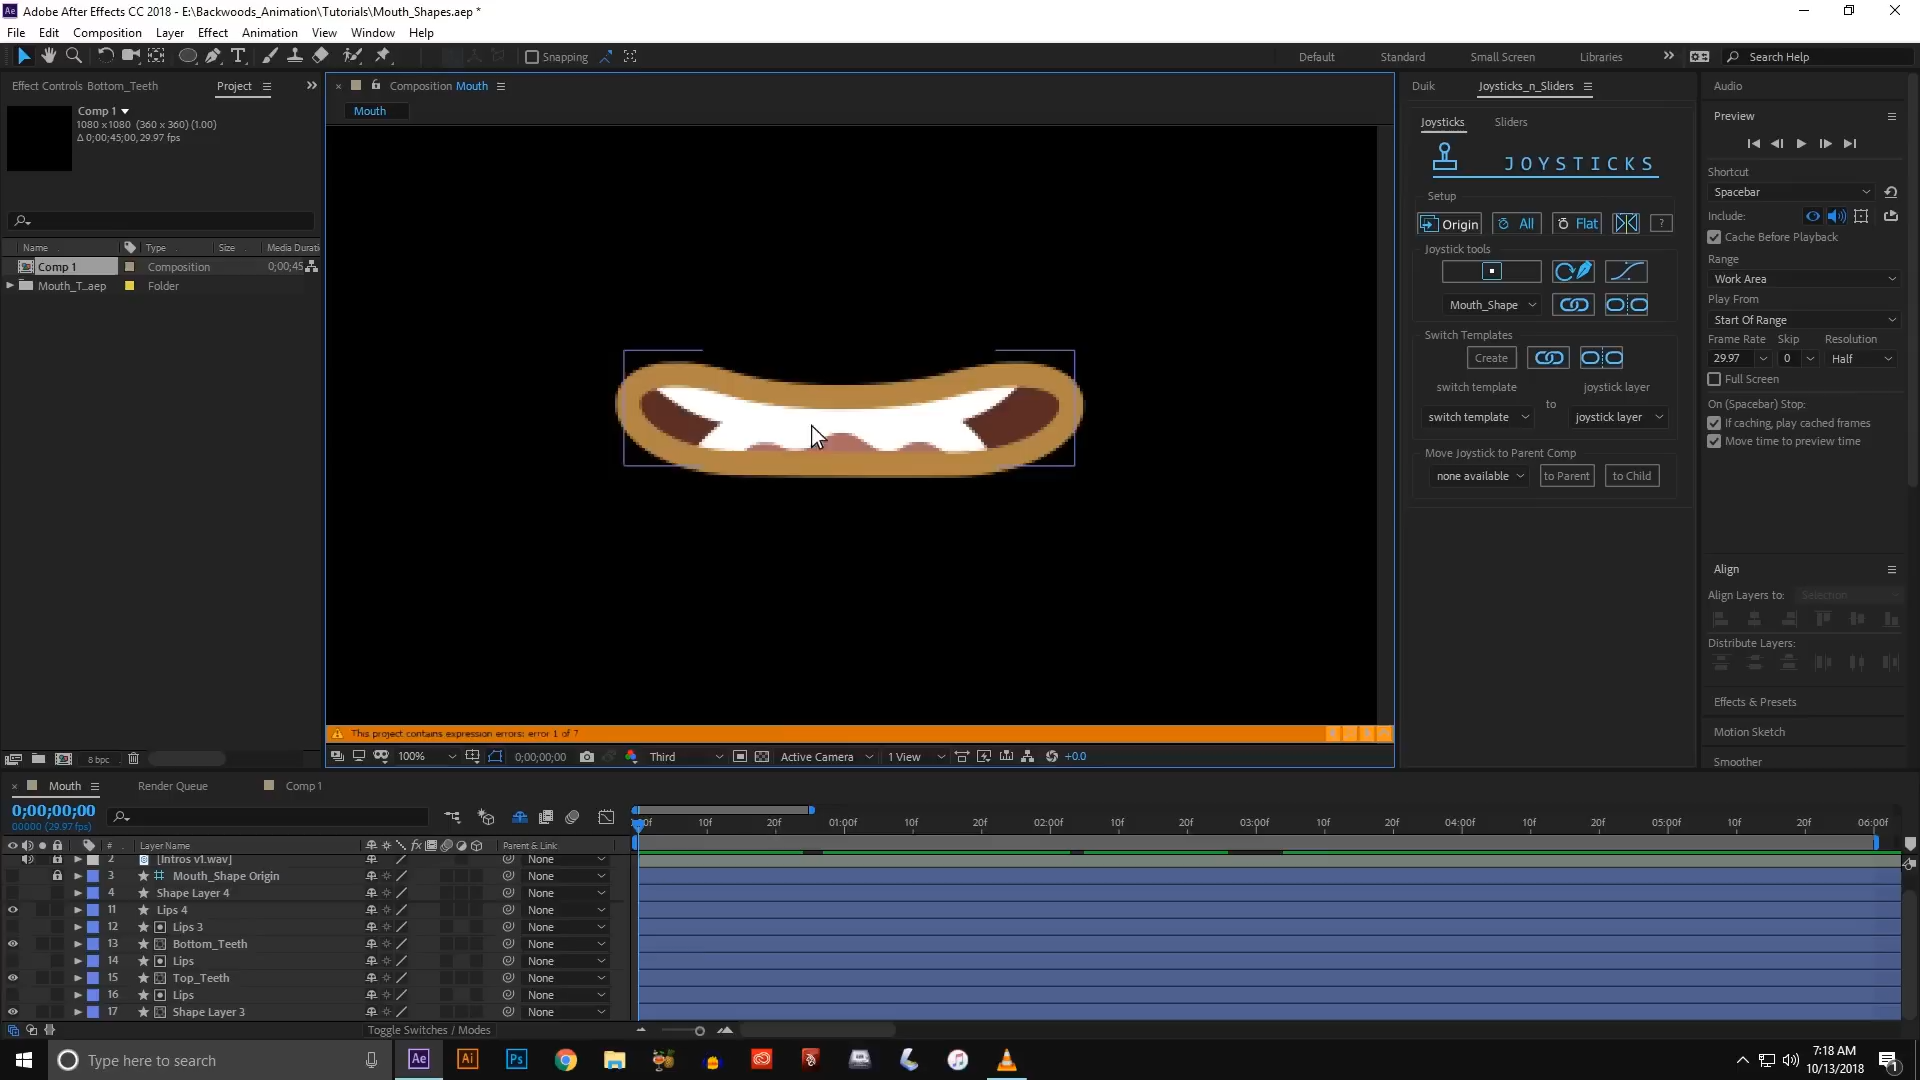 Adobe After Effects CC 2018 - E:\Backwoods_Animation\Tutorials\Mouth_Shapes.aep *
File Edit Composition Layer Effect Animation View Window Help
Snapping
Default Standard Small Screen Libraries Search Help
Effect Controls Bottom_Teeth Project
Comp 1
1080 x1080 (360 x 360) (1.00)
Δ 0;00;45;00, 29.97 fps
Name Type Size Media Durati
Comp 1 Composition 0;00;45
Mouth_T...aep Folder
8 bpc
Composition Mouth
Mouth
This project contains expression errors: error 1 of 7
100% 0;00;00;00 Third Active Camera 1 View +0.0
Duik Joysticks_n_Sliders
Joysticks Sliders
JOYSTICKS
Setup
Origin All Flat ?
Joystick tools
Mouth_Shape
Switch Templates
Create
switch template joystick layer
to
switch template joystick layer
Move Joystick to Parent Comp
none available to Parent to Child
Audio
Preview
Shortcut
Spacebar
Include:
Cache Before Playback
Range
Work Area
Play From
Start Of Range
Frame Rate Skip Resolution
29.97 0 Half
Full Screen
On (Spacebar) Stop:
If caching, play cached frames
Move time to preview time
Align
Align Layers to: Selection
Distribute Layers:
Effects & Presets
Motion Sketch
Smoother
Mouth Render Queue Comp 1
0;00;00;00
00000 (29.97 fps)
10f 20f 01:00f 10f 20f 02:00f 10f 20f 03:00f 10f 20f 04:00f 10f 20f 05:00f 10f 20f 06:00f
# Layer Name fx Parent & Link
2 [Intros v1.wav] None
3 Mouth_Shape Origin None
4 Shape Layer 4 None
11 Lips 4 None
12 Lips 3 None
13 Bottom_Teeth None
14 Lips None
15 Top_Teeth None
16 Lips None
17 Shape Layer 3 None
Toggle Switches / Modes
Type here to search
Ae Ai Ps
7:18 AM
10/13/2018
1